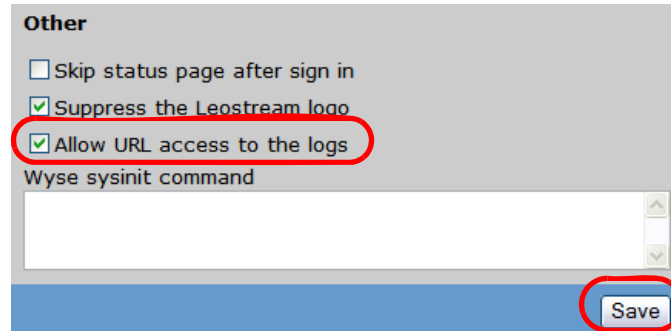 Other
Skip status page after sign in
Suppress the Leostream logo
Allow URL access to the logs
Wyse sysinit command
Save